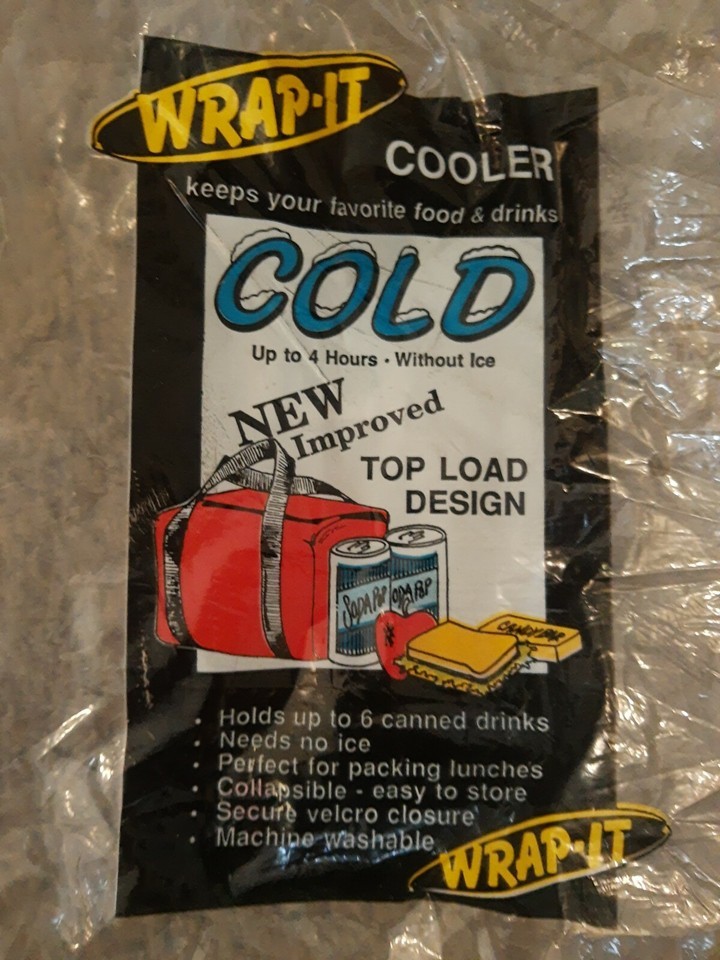 WRAP-IT
COOLER
keeps your favorite food & drinks
COLD
Up to 4 Hours · Without Ice
NEW
Improved
TOP LOAD
DESIGN
SODA POP
SODA POP
CANDY BAR
• Holds up to 6 canned drinks
• Needs no ice
• Perfect for packing lunches
• Collapsible - easy to store
• Secure velcro closure
• Machine washable
WRAP-IT